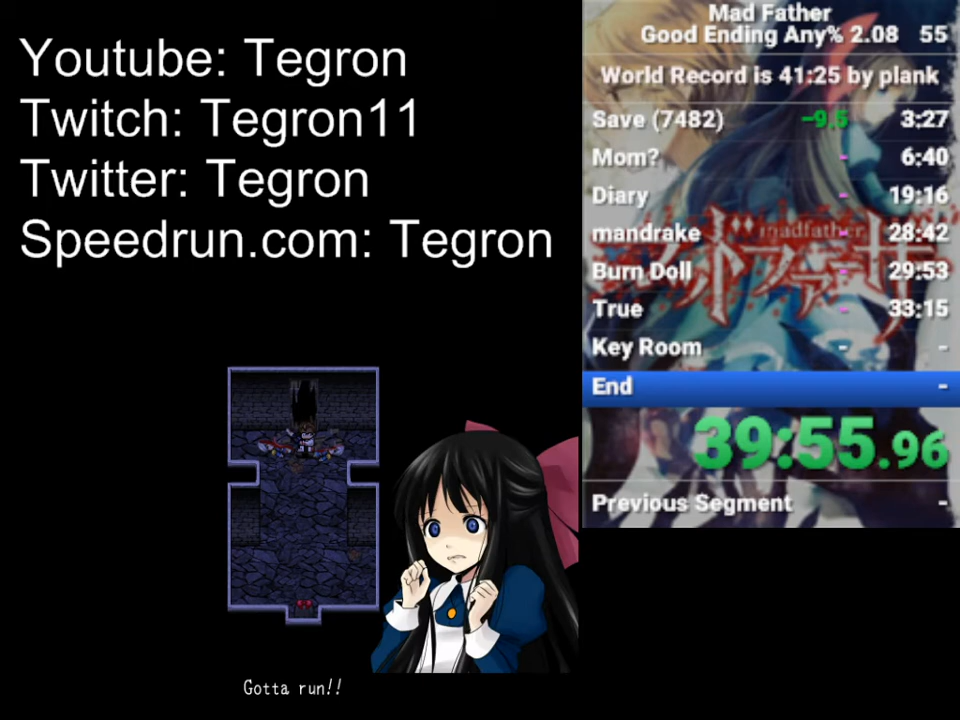 Youtube: Tegron
Twitch: Tegron11
Twitter: Tegron
Speedrun.com: Tegron
Mad Father
Good Ending Any% 2.08 55
World Record is 41:25 by plank
Save (7482) -9.5 3:27
Mom? - 6:40
Diary - 19:16
mandrake - 28:42
Burn Doll - 29:53
True - 33:15
Key Room - -
End -
39:55.96
Previous Segment -
madfather
Gotta run!!